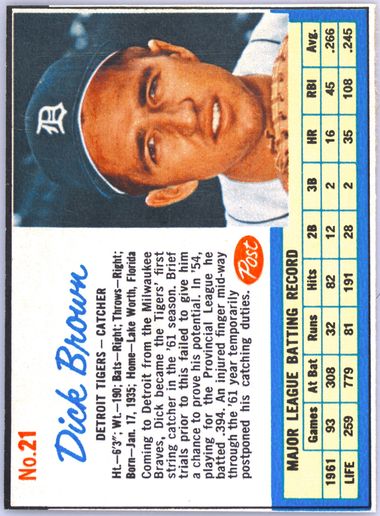 No.21
Dick Brown
DETROIT TIGERS — CATCHER
Ht.—6'3"; Wt.—190; Bats—Right; Throws—Right;
Born—Jan. 17, 1935; Home—Lake Worth, Florida
Coming to Detroit from the Milwaukee
Braves, Dick became the Tigers' first
string catcher in the '61 season. Brief
trials prior to this failed to give him
a chance to prove his potential. In '54,
playing for the Provincial League he
batted .394. An injured finger mid-way
through the '61 year temporarily
postponed his catching duties.
Post
D
MAJOR LEAGUE BATTING RECORD
Games At Bat Runs Hits 2B 3B HR RBI Avg.
1961 93 308 32 82 12 2 16 45 .266
LIFE 259 779 81 191 28 2 35 108 .245